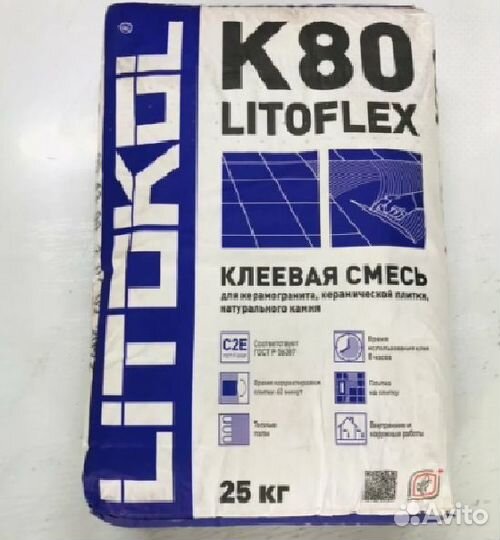 LITOKOL
K80
LITOFLEX
КЛЕЕВАЯ СМЕСЬ
для керамогранита, керамической плитки,
натурального камня
C2E
Соответствует
ГОСТ Р 56387
Время
использования клея
8 часов
Время корректировки
плитки 60 минут
Плитка
на плитку
Теплые
полы
Внутренние и
наружные работы
25 кг
Avito